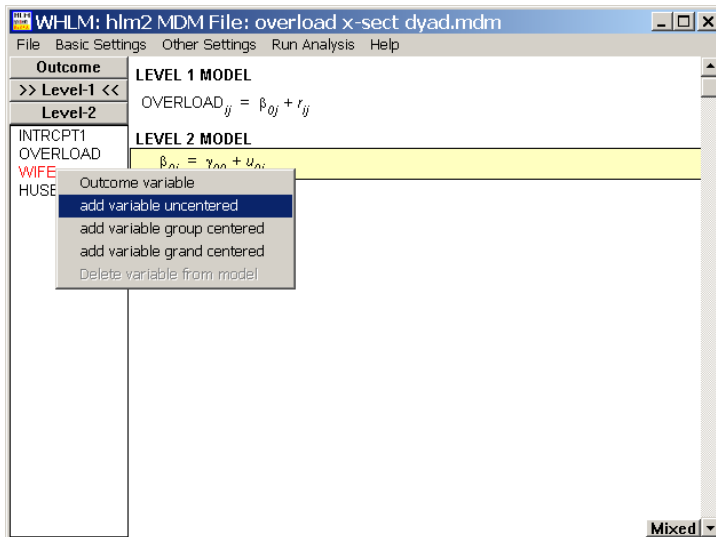 WHLM: hlm2 MDM File: overload x-sect dyad.mdm
File Basic Settings Other Settings Run Analysis Help
Outcome
>> Level-1 <<
Level-2
INTRCPT1
OVERLOAD
WIFE
HUSB
LEVEL 1 MODEL
OVERLOADij = β0j + rij
LEVEL 2 MODEL
β0j = γ00 + u0j
Outcome variable
add variable uncentered
add variable group centered
add variable grand centered
Delete variable from model
Mixed